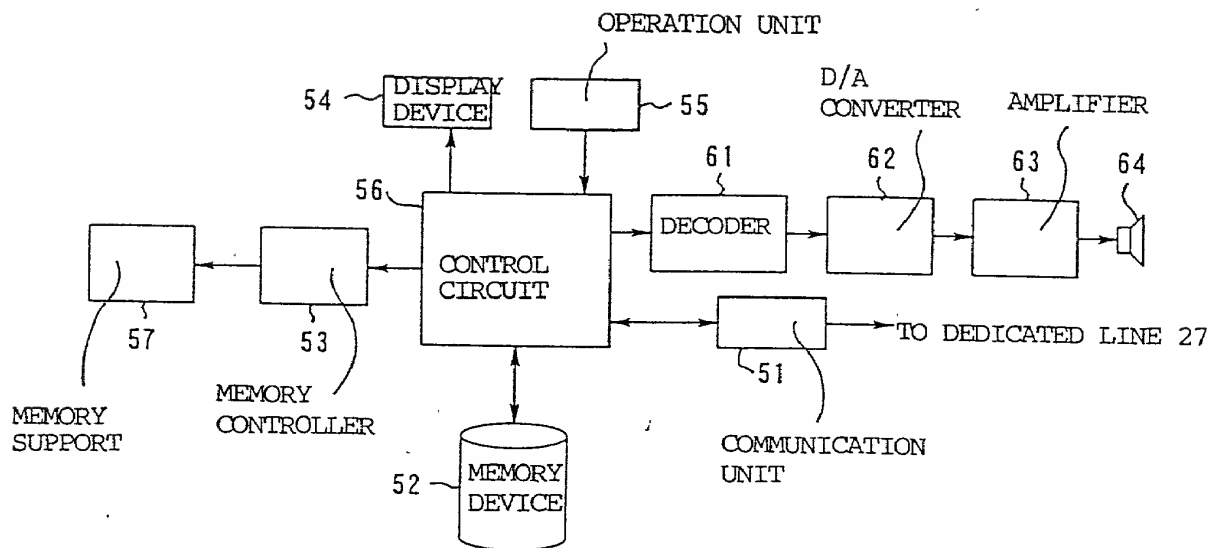 OPERATION UNIT
D/A
CONVERTER
AMPLIFIER
54
DISPLAY
DEVICE
55
61
62
63
64
56
DECODER
CONTROL
CIRCUIT
57
53
51
TO DEDICATED LINE 27
MEMORY
SUPPORT
MEMORY
CONTROLLER
52
MEMORY
DEVICE
COMMUNICATION
UNIT